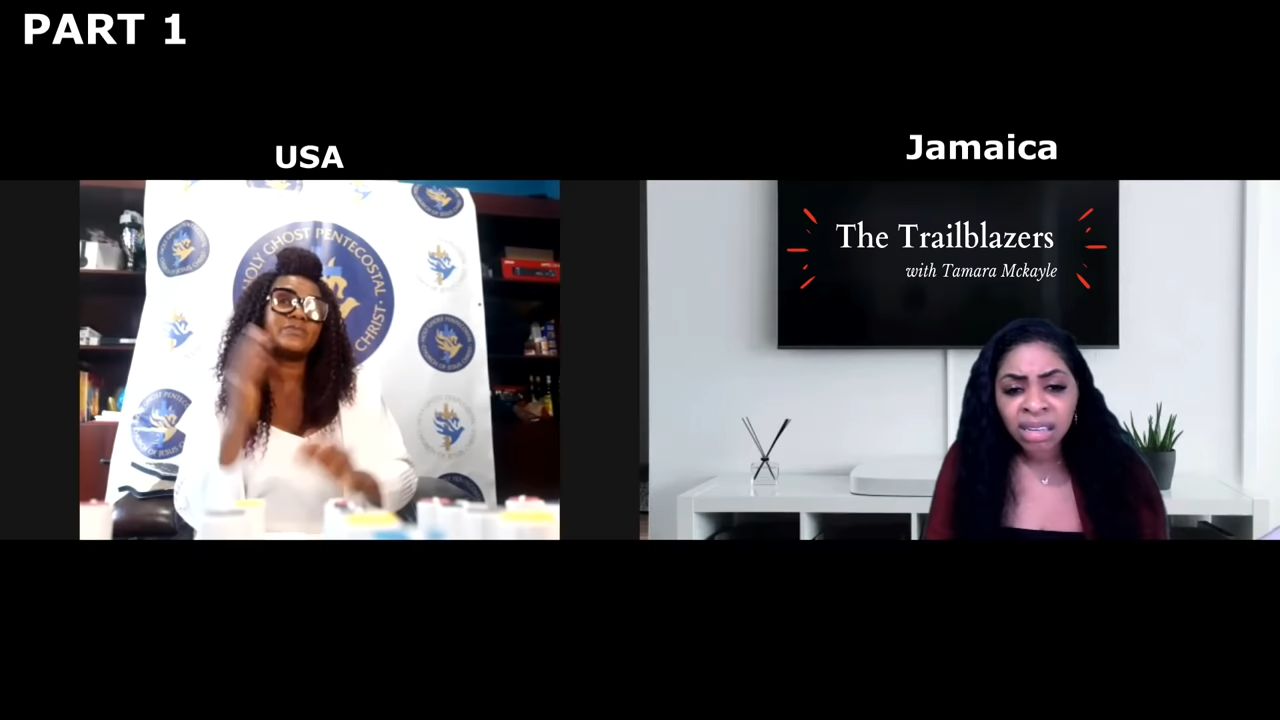 PART 1
USA
Jamaica
The Trailblazers
with Tamara Mckayle
HOLY GHOST PENTECOSTAL
CHRIST